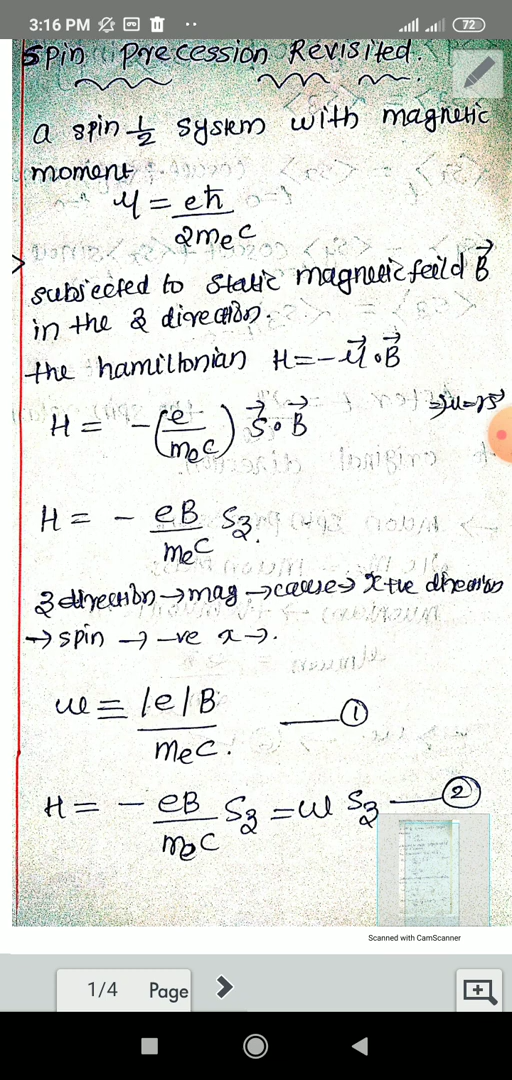 3:16 PM 72
Spin Precession Revisited.
a spin ½ system with magnetic
moment
μ = eħ / 2mₑc
subjected to static magnetic feild B⃗
in the z direction.
the hamiltonian H = -μ⃗·B⃗
H = -(e / mₑc) S⃗·B⃗ ⇒μ=γS⃗
H = - eB / mₑc Sz.
z direction → mag → cause → x +ve direction
→ spin → -ve x →.
ω ≡ |e|B / mₑc. —— ①
H = - eB / mₑc Sz = ω Sz —— ②
Scanned with CamScanner
1/4 Page